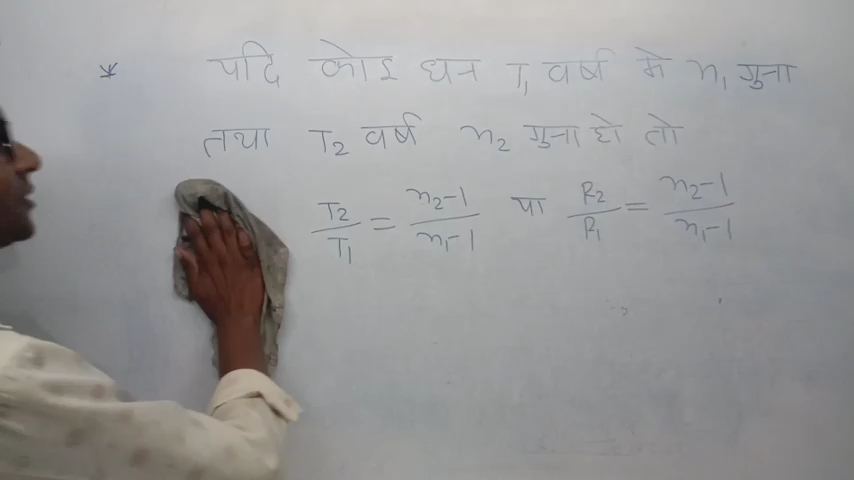 * यदि कोइ धन T₁ वर्ष मे n₁ गुना
तथा T₂ वर्ष n₂ गुना हो तो
T₂/T₁ = n₂-1/n₁-1 या R₂/R₁ = n₂-1/n₁-1